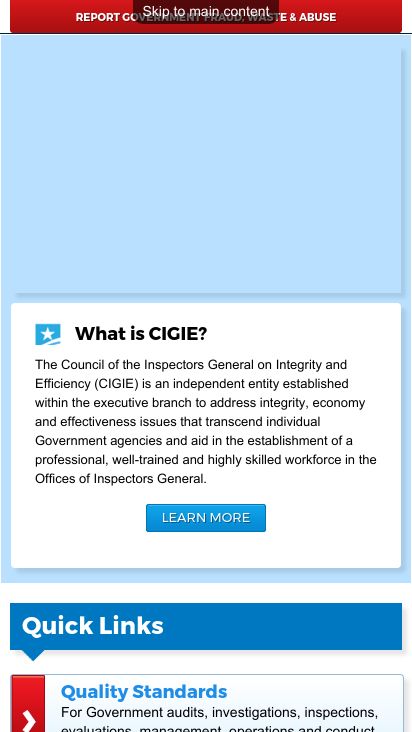 Skip to main content
REPORT GOVERNMENT FRAUD, WASTE & ABUSE
What is CIGIE?
The Council of the Inspectors General on Integrity and
Efficiency (CIGIE) is an independent entity established
within the executive branch to address integrity, economy
and effectiveness issues that transcend individual
Government agencies and aid in the establishment of a
professional, well-trained and highly skilled workforce in the
Offices of Inspectors General.
LEARN MORE
Quick Links
Quality Standards
For Government audits, investigations, inspections,
evaluations, management, operations and conduct